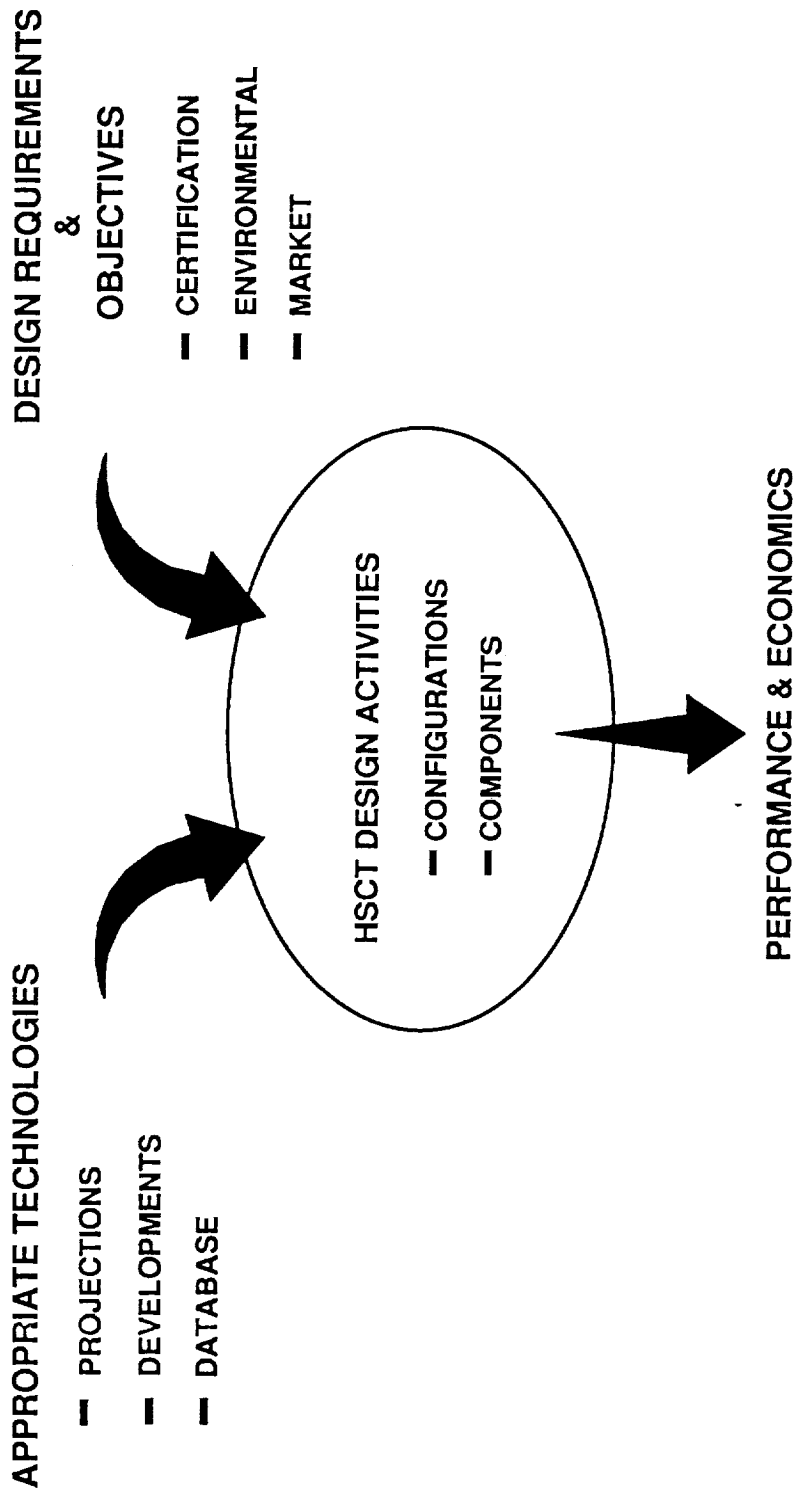 APPROPRIATE TECHNOLOGIES
– PROJECTIONS
– DEVELOPMENTS
– DATABASE
DESIGN REQUIREMENTS
&
OBJECTIVES
– CERTIFICATION
– ENVIRONMENTAL
– MARKET
HSCT DESIGN ACTIVITIES
– CONFIGURATIONS
– COMPONENTS
PERFORMANCE & ECONOMICS